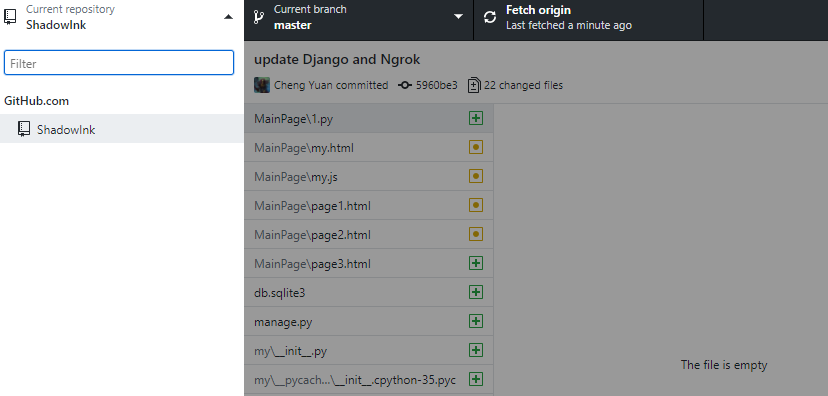 Current repository
ShadowInk
Current branch
master
Fetch origin
Last fetched a minute ago
Filter
GitHub.com
ShadowInk
update Django and Ngrok
Cheng Yuan committed 5960be3 22 changed files
MainPage\1.py
MainPage\my.html
MainPage\my.js
MainPage\page1.html
MainPage\page2.html
MainPage\page3.html
db.sqlite3
manage.py
my\__init__.py
my\__pycach...\__init__.cpython-35.pyc
The file is empty